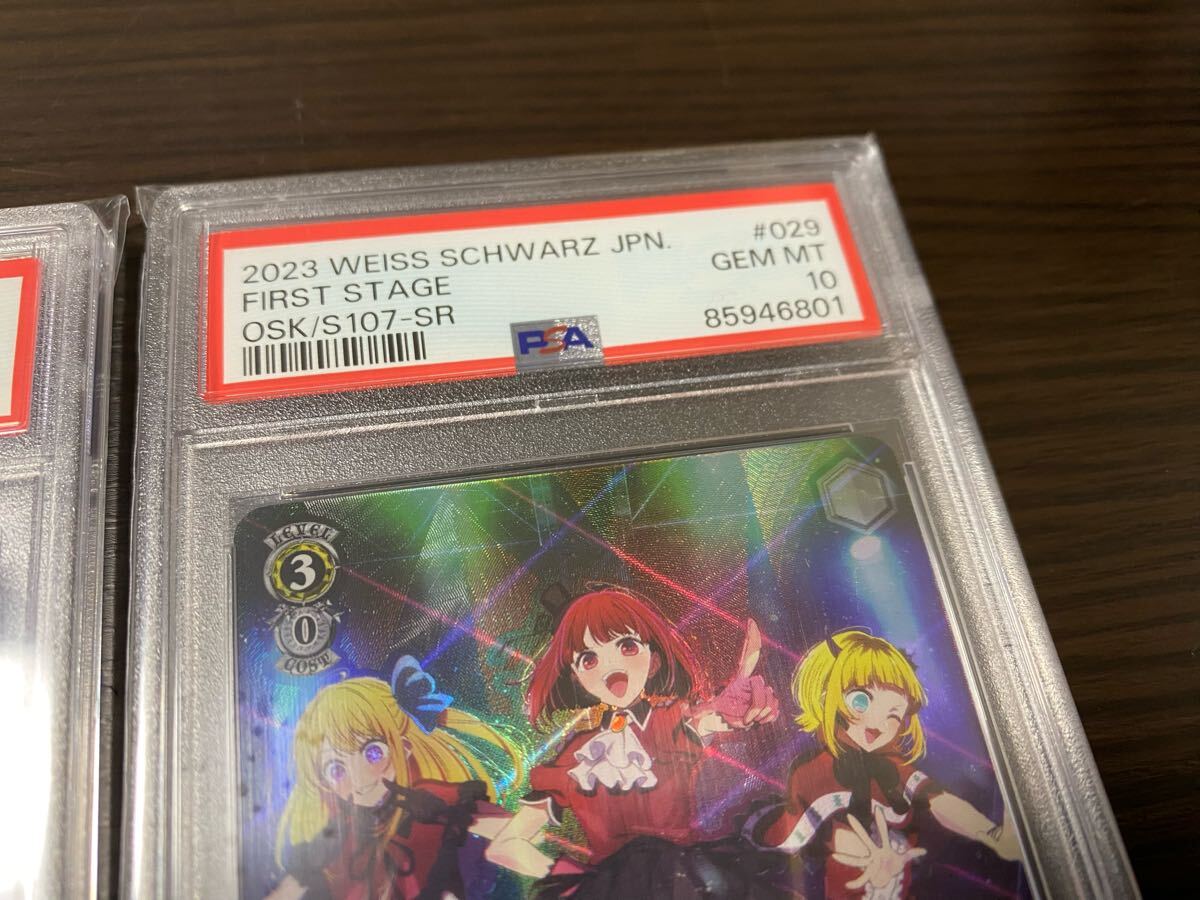 2023 WEISS SCHWARZ JPN. #029
FIRST STAGE GEM MT
OSK/S107-SR 10
PSA 85946801
LEVEL
3
0
COST